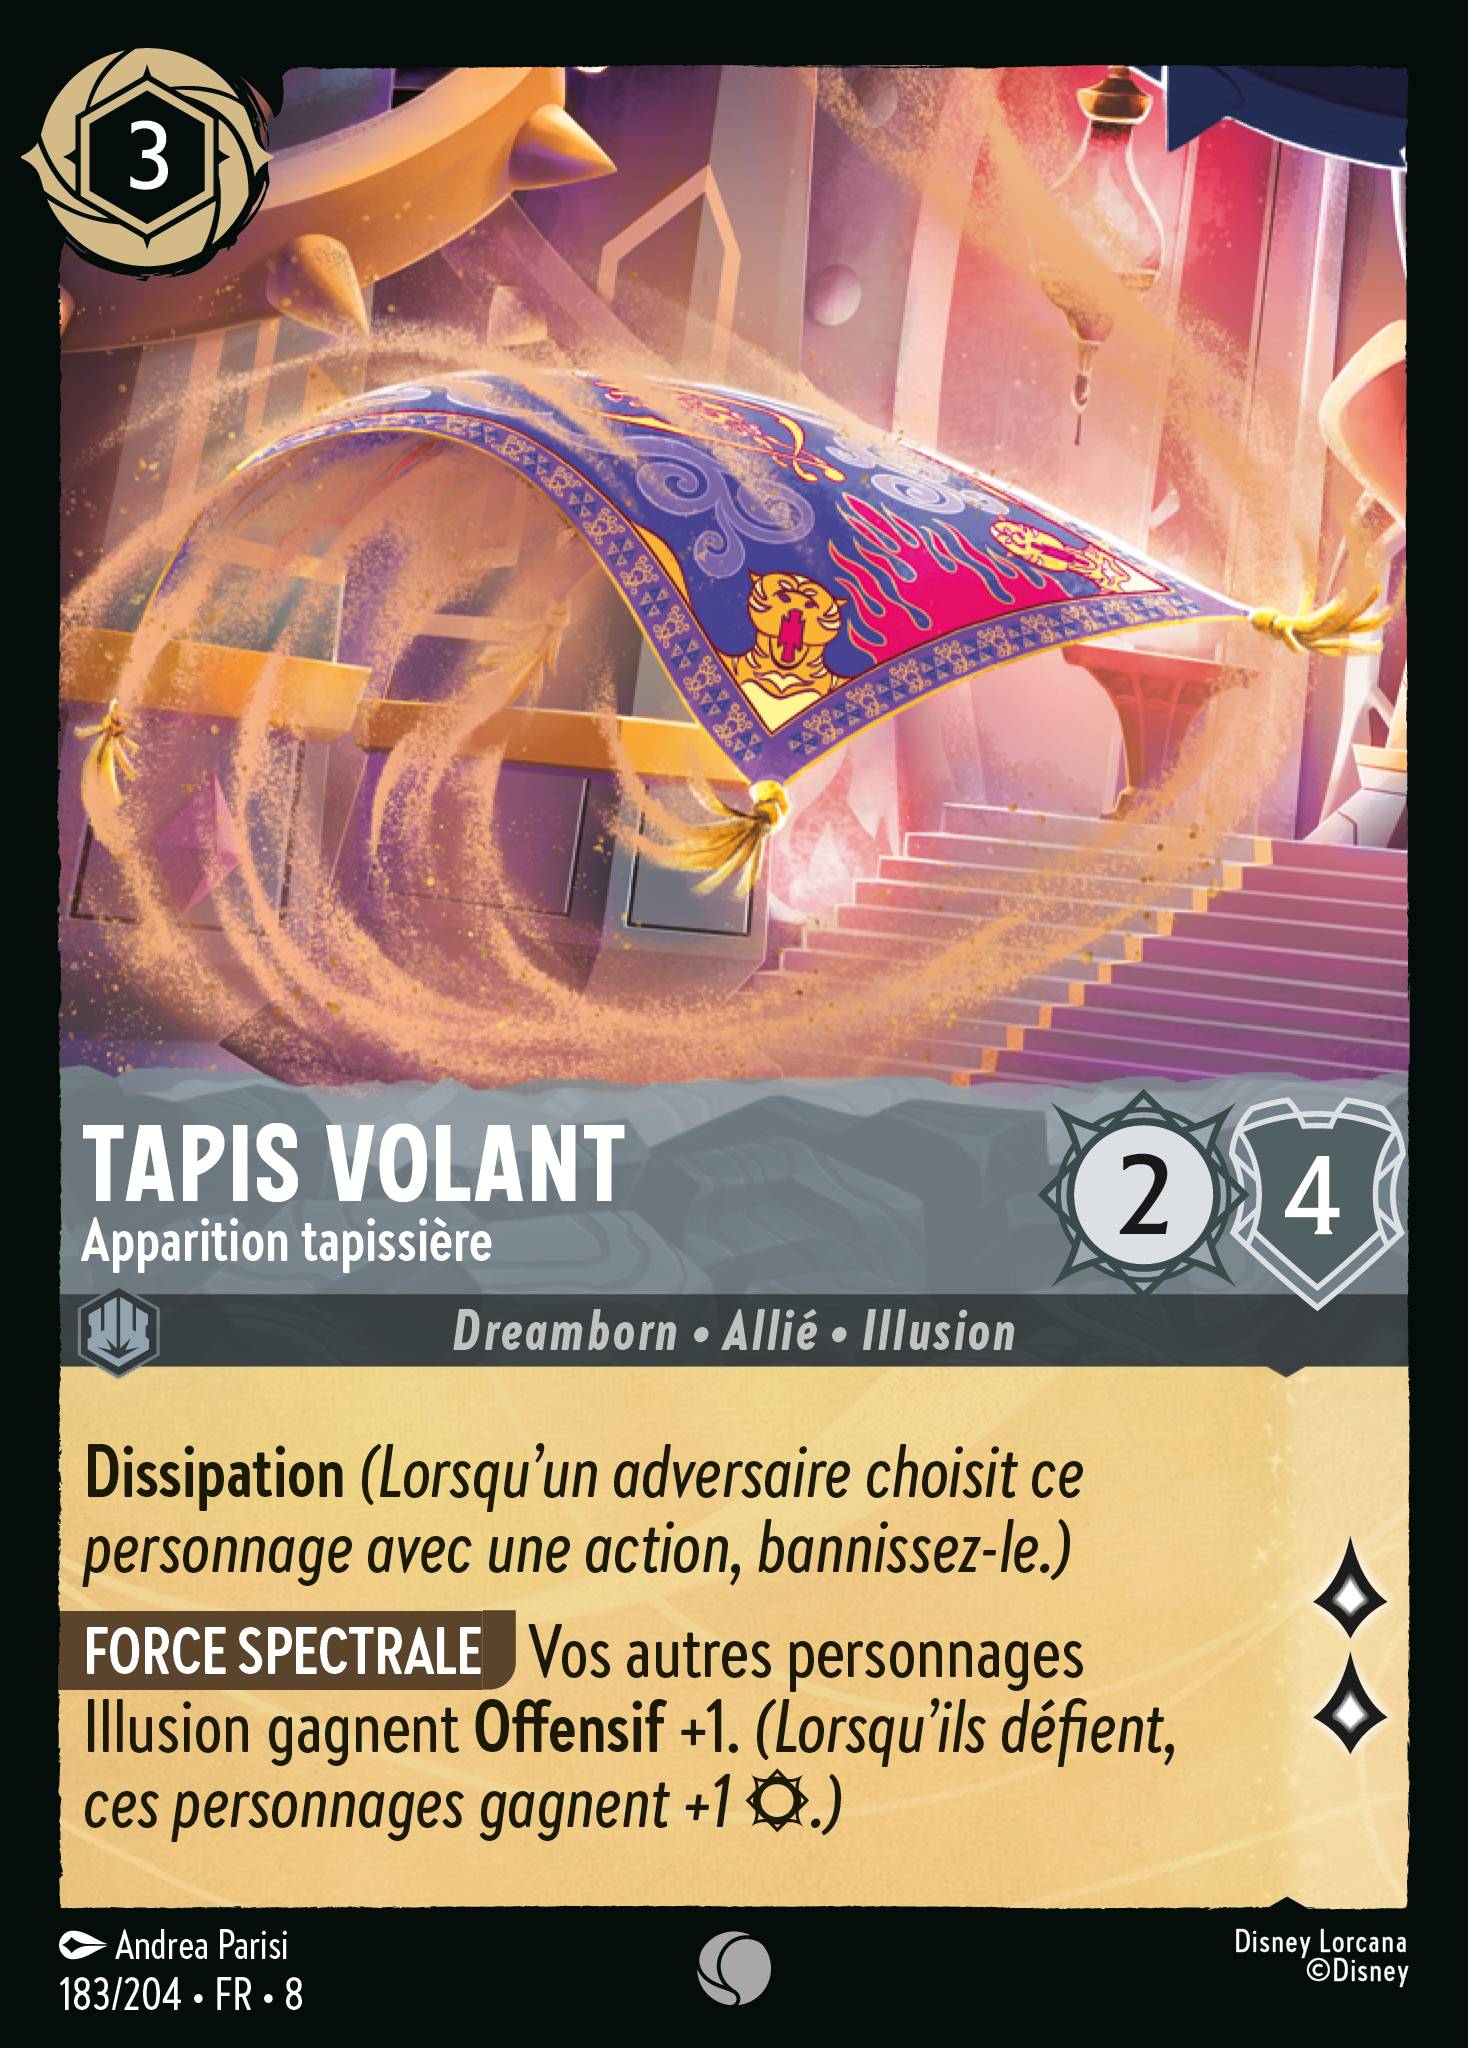 3
TAPIS VOLANT
Apparition tapissière
2
4
Dreamborn • Allié • Illusion
Dissipation (Lorsqu’un adversaire choisit ce
personnage avec une action, bannissez-le.)
FORCE SPECTRALE Vos autres personnages
Illusion gagnent Offensif +1. (Lorsqu’ils défient,
ces personnages gagnent +1 .)
Andrea Parisi
183/204 • FR • 8
Disney Lorcana
©Disney